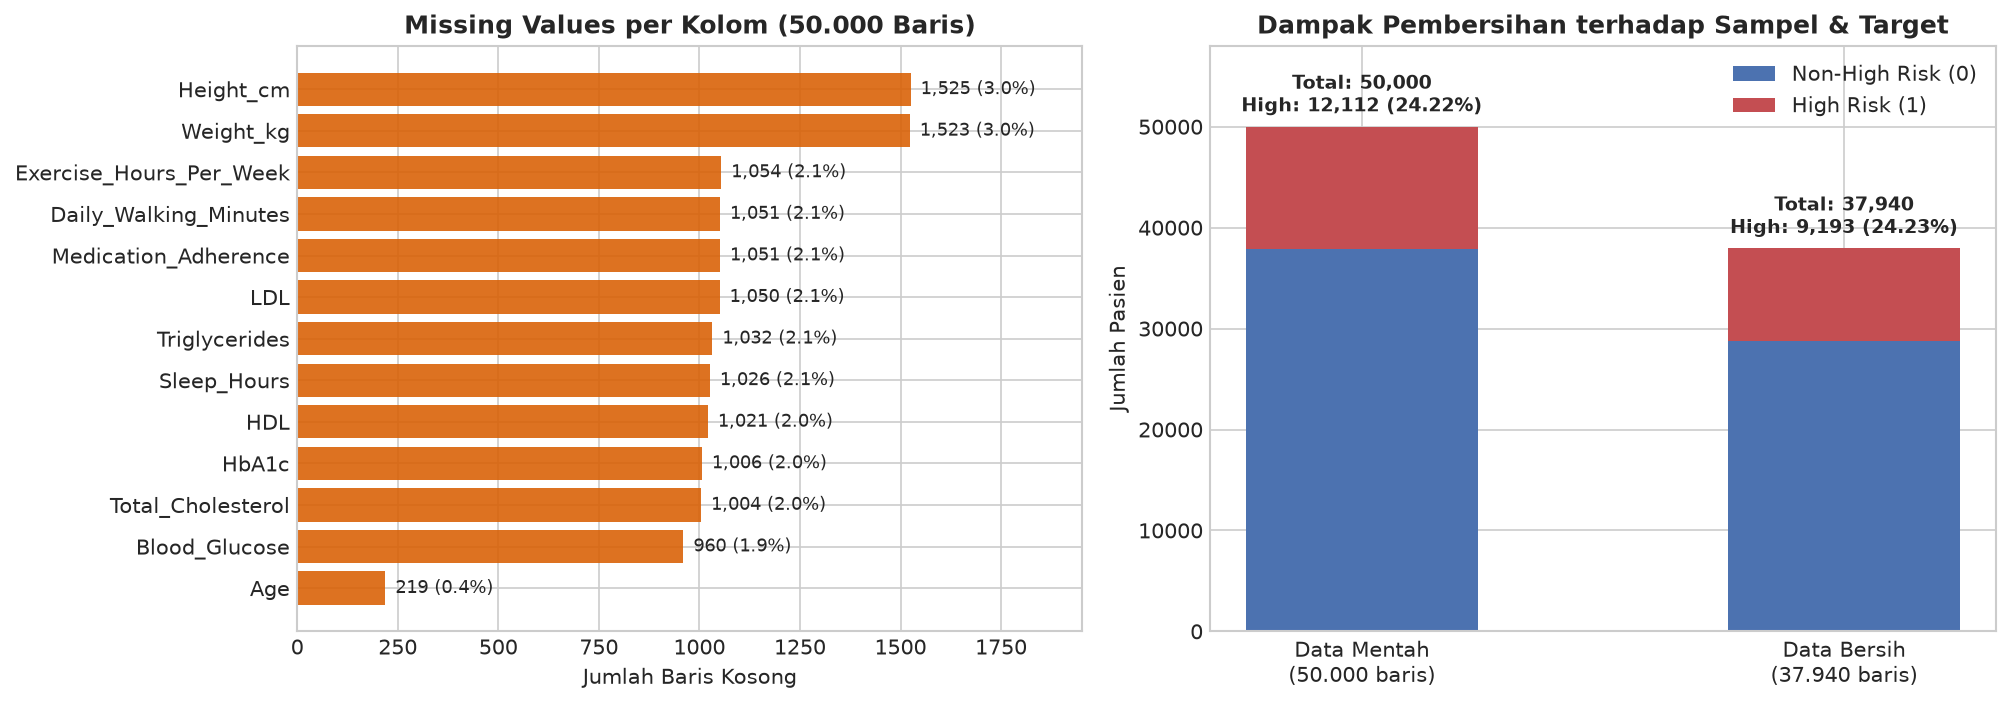 Missing Values per Kolom (50.000 Baris)
Height_cm
1,525 (3.0%)
Weight_kg
1,523 (3.0%)
Exercise_Hours_Per_Week
1,054 (2.1%)
Daily_Walking_Minutes
1,051 (2.1%)
Medication_Adherence
1,051 (2.1%)
LDL
1,050 (2.1%)
Triglycerides
1,032 (2.1%)
Sleep_Hours
1,026 (2.1%)
HDL
1,021 (2.0%)
HbA1c
1,006 (2.0%)
Total_Cholesterol
1,004 (2.0%)
Blood_Glucose
960 (1.9%)
Age
219 (0.4%)
0 250 500 750 1000 1250 1500 1750
Jumlah Baris Kosong
Dampak Pembersihan terhadap Sampel & Target
Non-High Risk (0)
High Risk (1)
Total: 50,000
High: 12,112 (24.22%)
Total: 37,940
High: 9,193 (24.23%)
Jumlah Pasien
50000
40000
30000
20000
10000
0
Data Mentah
(50.000 baris)
Data Bersih
(37.940 baris)